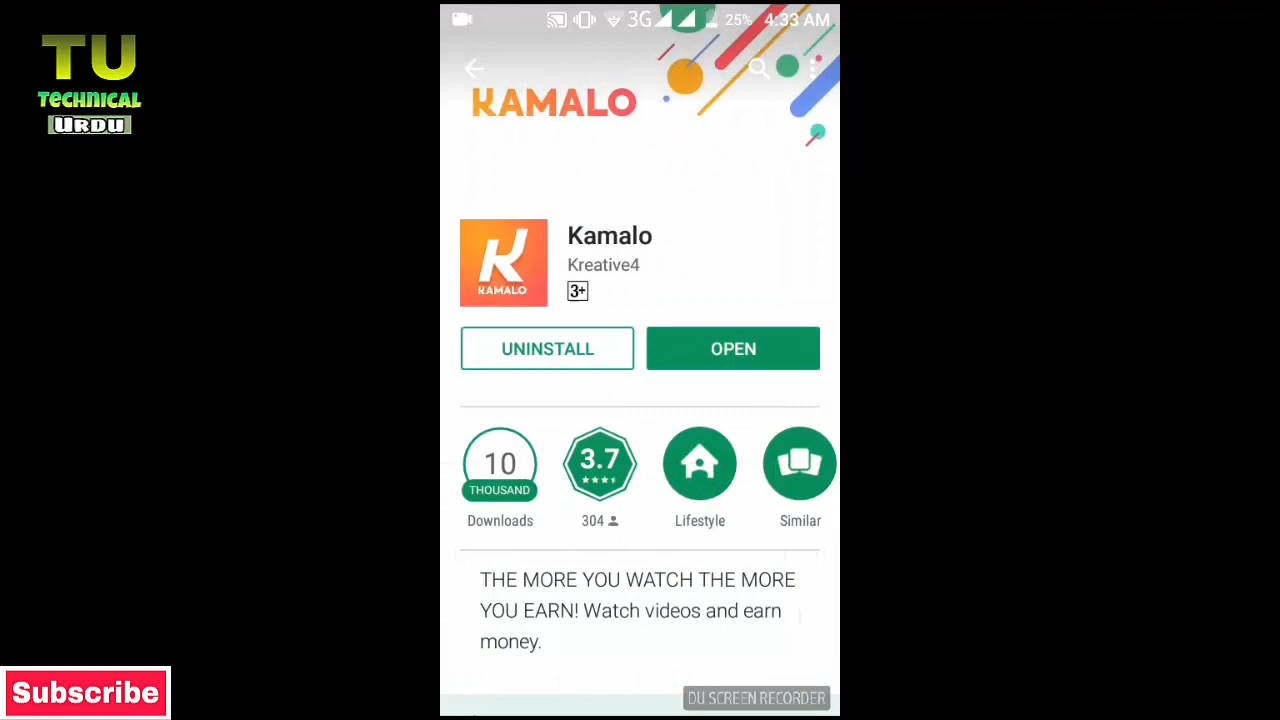 TU
TECHNICAL
URDU
3G 25% 4:33 AM
KAMALO
K
KAMALO
Kamalo
Kreative4
3+
UNINSTALL
OPEN
10
THOUSAND
Downloads
3.7
304
Lifestyle
Similar
THE MORE YOU WATCH THE MORE
YOU EARN! Watch videos and earn
money.
Subscribe
DU SCREEN RECORDER